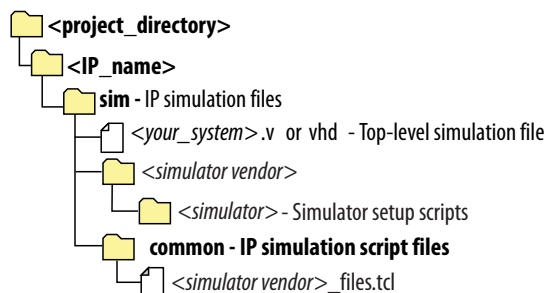 <project_directory>
<IP_name>
sim - IP simulation files
<your_system>.v or vhd - Top-level simulation file
<simulator vendor>
<simulator> - Simulator setup scripts
common - IP simulation script files
<simulator vendor>_files.tcl